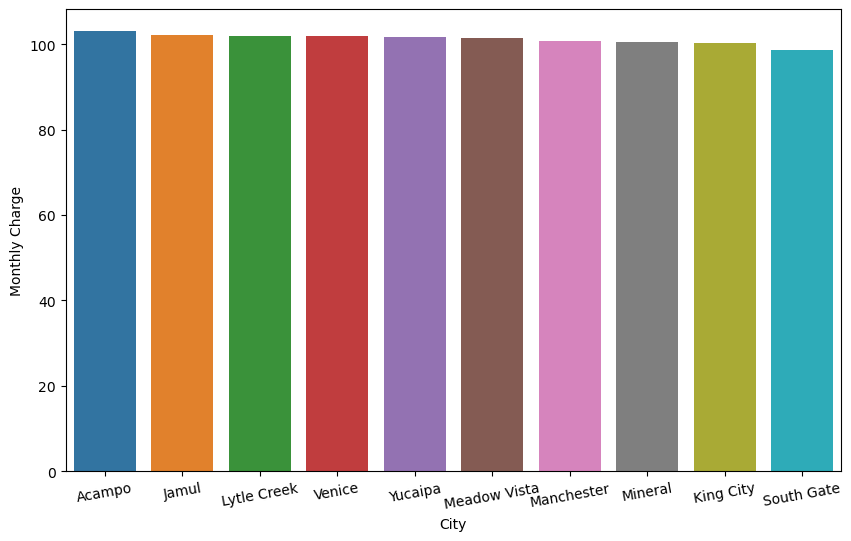 Monthly Charge
100
80
60
40
20
0
Acampo
Jamul
Lytle Creek
Venice
Yucaipa
Meadow Vista
Manchester
Mineral
King City
South Gate
City